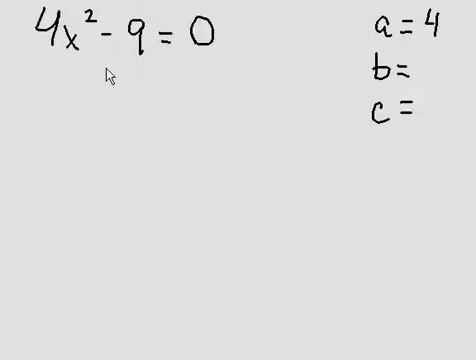 4x² - 9 = 0
a = 4
b =
c =